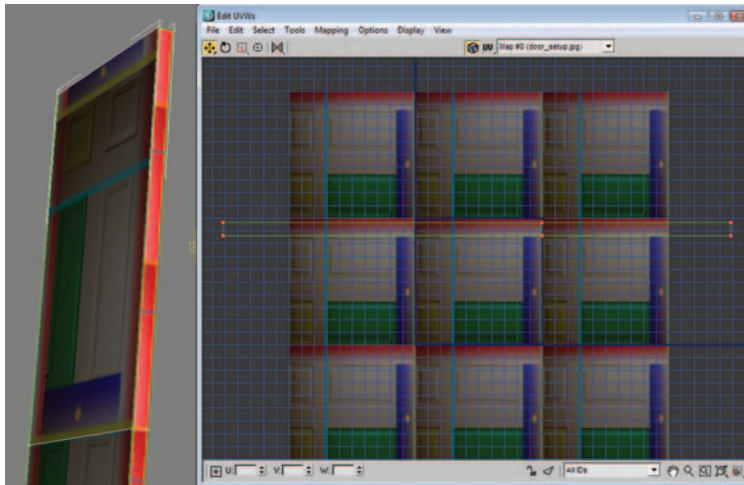 Edit UVWs
File Edit Select Tools Mapping Options Display View
UV Map #0 (door_setup.jpg)
U: V: W: All IDs